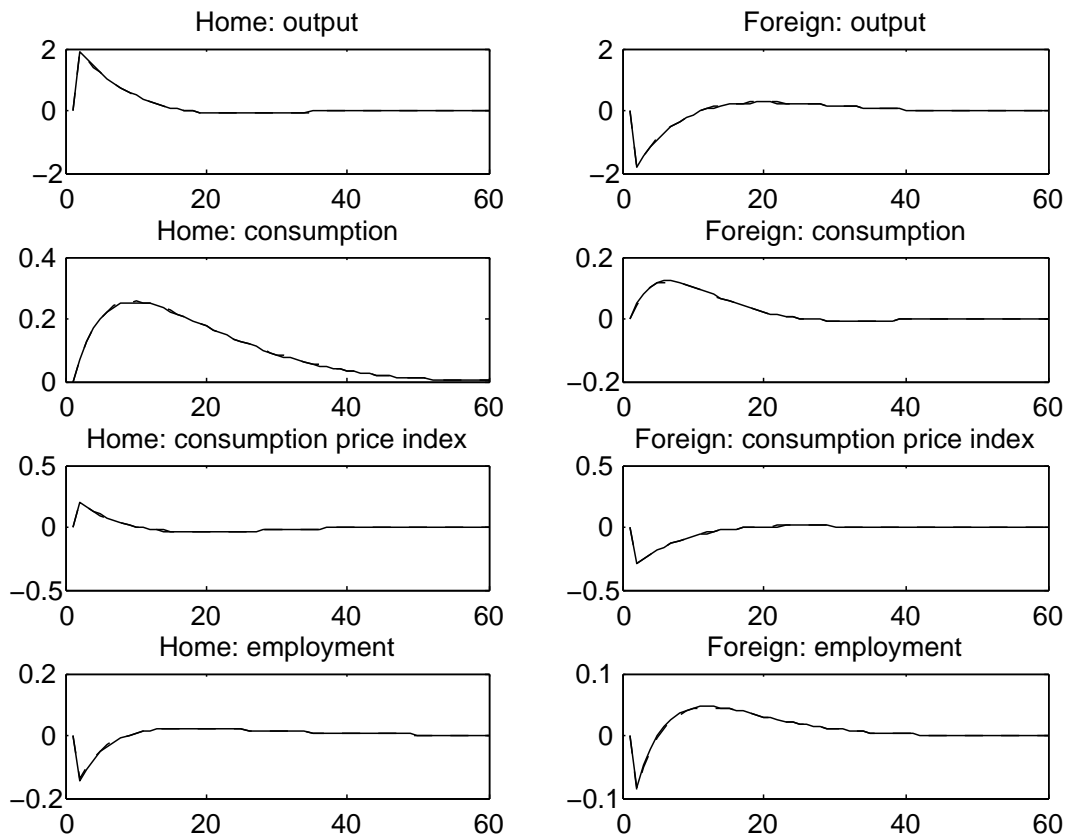 Home: output
Foreign: output
2
0
−2
0 20 40 60
2
0
−2
0 20 40 60
Home: consumption
Foreign: consumption
0.4
0.2
0
0 20 40 60
0.2
0
−0.2
0 20 40 60
Home: consumption price index
Foreign: consumption price index
0.5
0
−0.5
0 20 40 60
0.5
0
−0.5
0 20 40 60
Home: employment
Foreign: employment
0.2
0
−0.2
0 20 40 60
0.1
0
−0.1
0 20 40 60